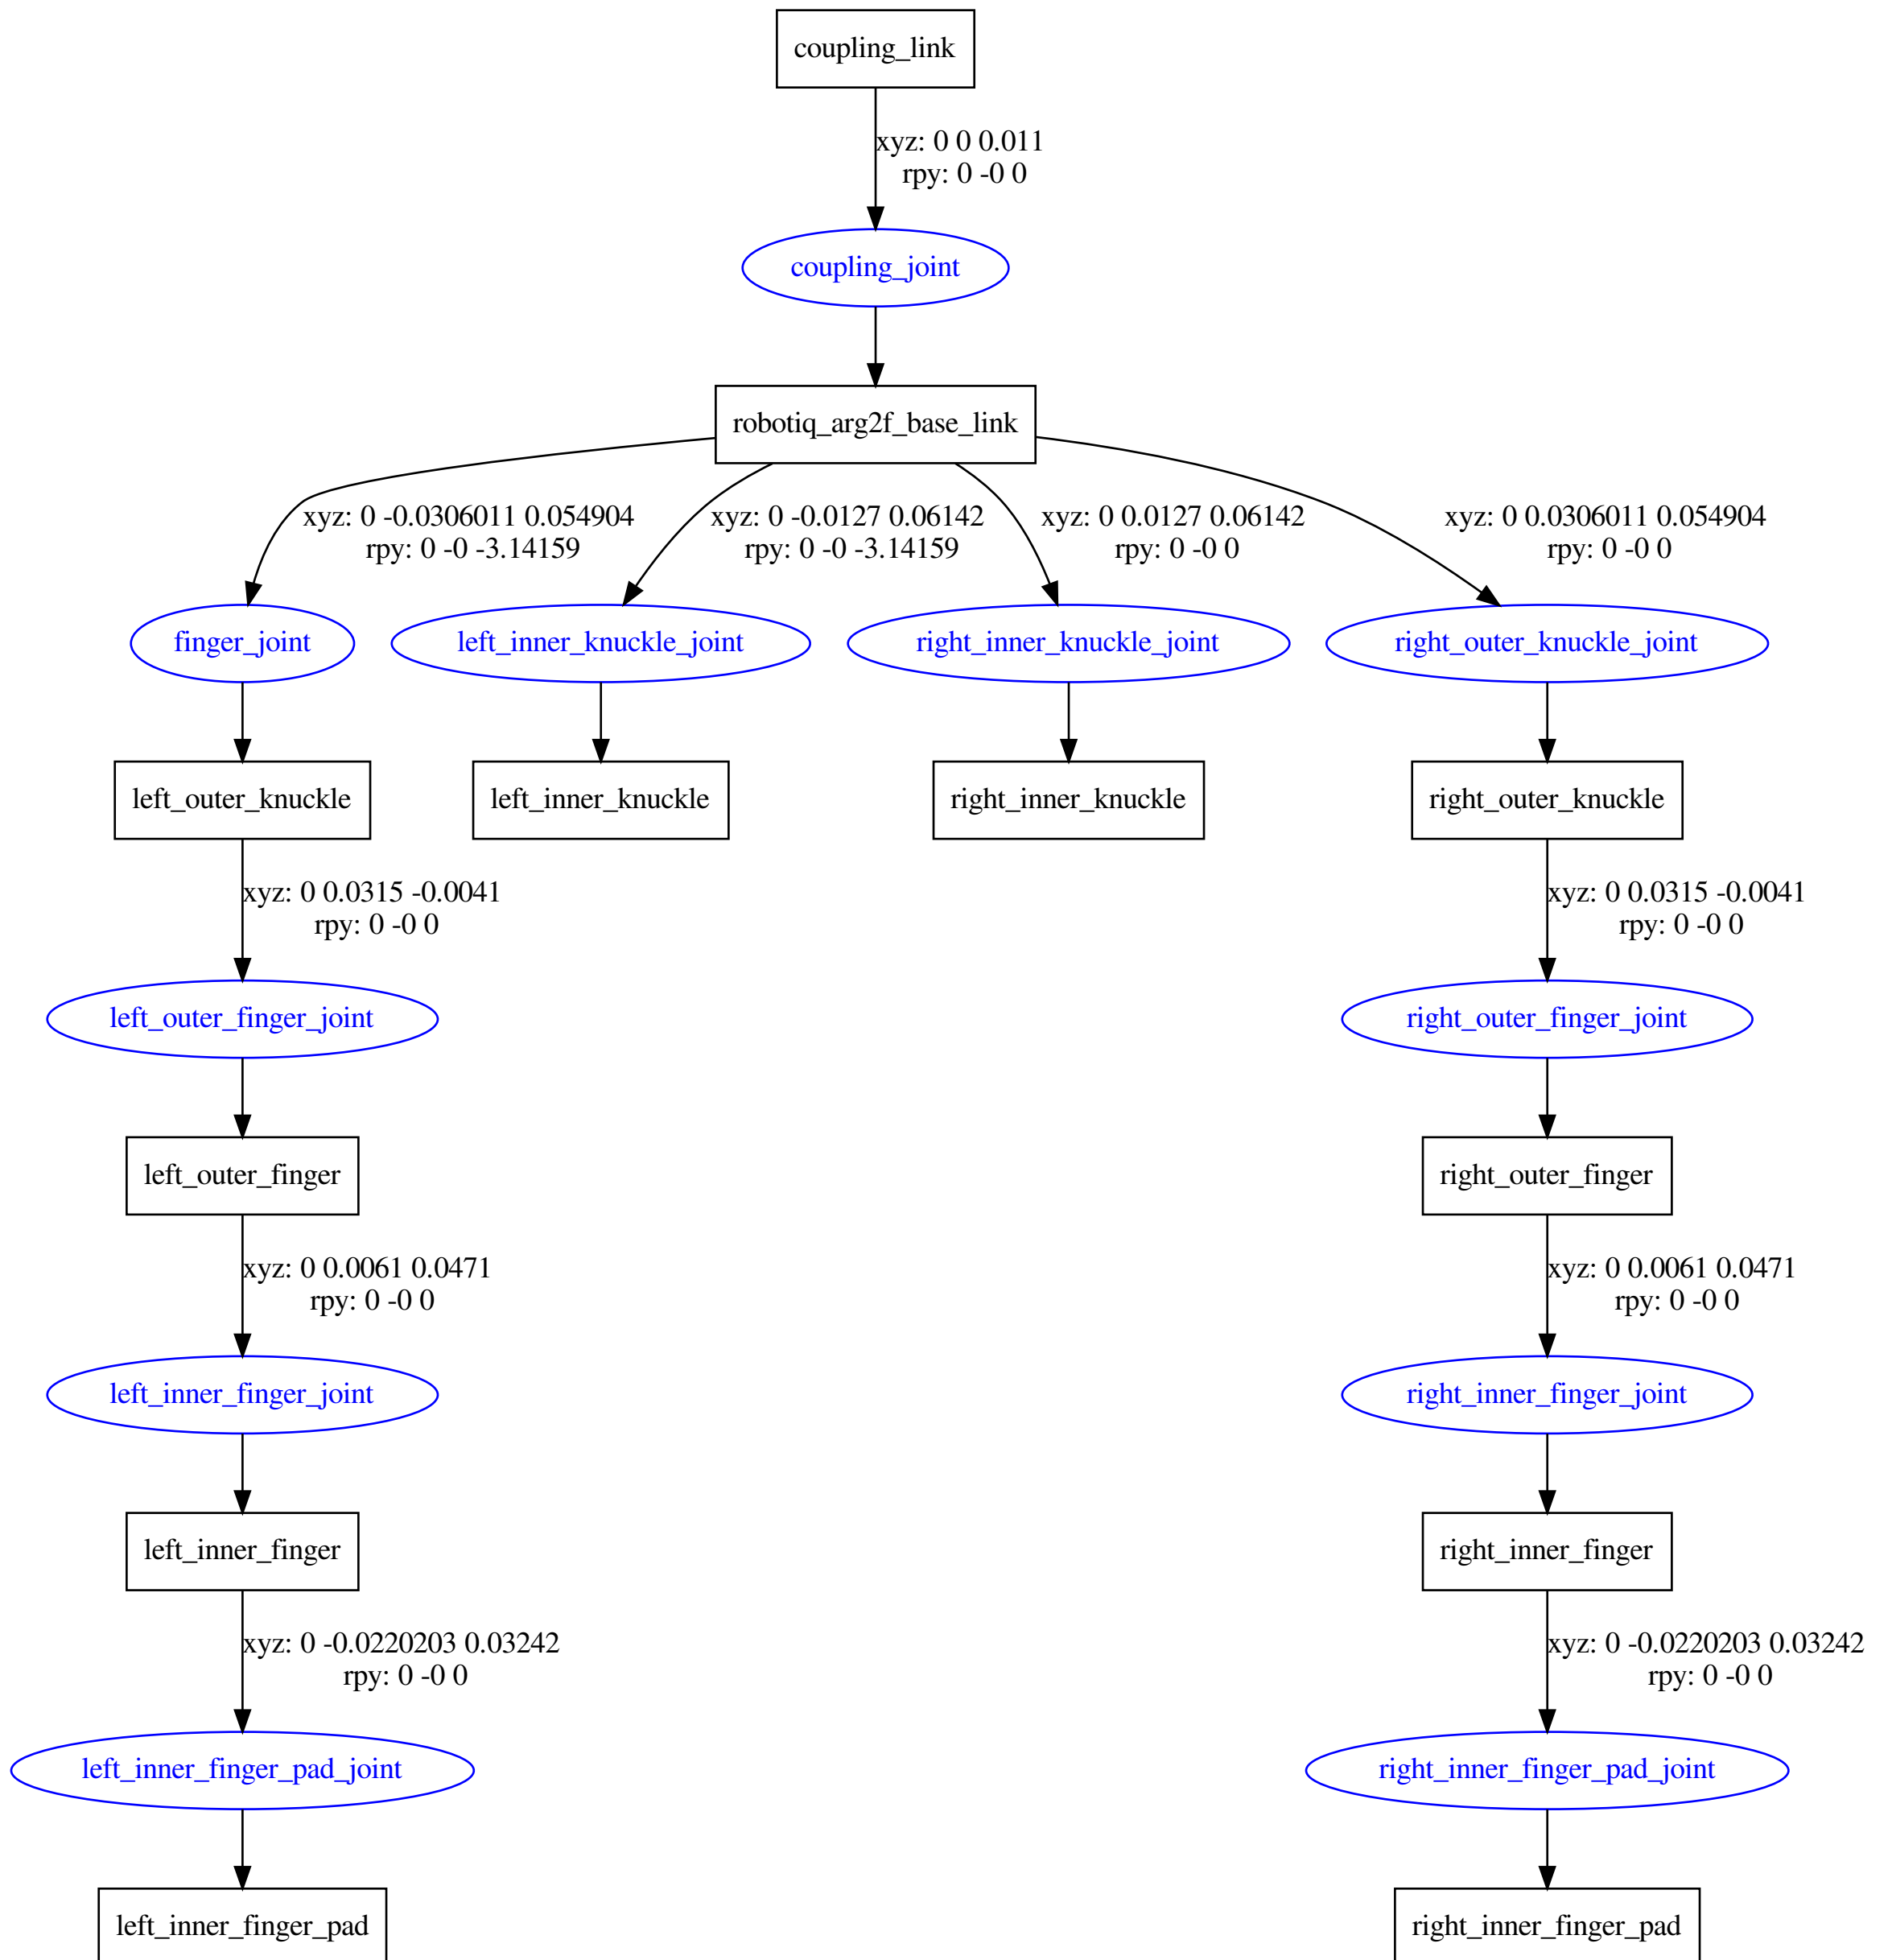 coupling_link
xyz: 0 0 0.011
rpy: 0 -0 0
coupling_joint
robotiq_arg2f_base_link
xyz: 0 -0.0306011 0.054904
rpy: 0 -0 -3.14159
xyz: 0 -0.0127 0.06142
rpy: 0 -0 -3.14159
xyz: 0 0.0127 0.06142
rpy: 0 -0 0
xyz: 0 0.0306011 0.054904
rpy: 0 -0 0
finger_joint
left_inner_knuckle_joint
right_inner_knuckle_joint
right_outer_knuckle_joint
left_outer_knuckle
left_inner_knuckle
right_inner_knuckle
right_outer_knuckle
xyz: 0 0.0315 -0.0041
rpy: 0 -0 0
xyz: 0 0.0315 -0.0041
rpy: 0 -0 0
left_outer_finger_joint
right_outer_finger_joint
left_outer_finger
right_outer_finger
xyz: 0 0.0061 0.0471
rpy: 0 -0 0
xyz: 0 0.0061 0.0471
rpy: 0 -0 0
left_inner_finger_joint
right_inner_finger_joint
left_inner_finger
right_inner_finger
xyz: 0 -0.0220203 0.03242
rpy: 0 -0 0
xyz: 0 -0.0220203 0.03242
rpy: 0 -0 0
left_inner_finger_pad_joint
right_inner_finger_pad_joint
left_inner_finger_pad
right_inner_finger_pad